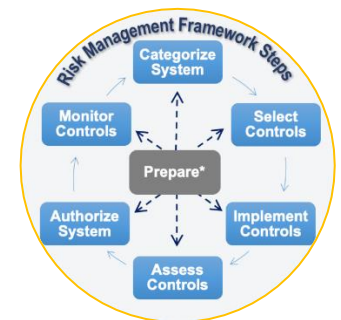 Risk Management Framework Steps
Categorize
System
Select
Controls
Implement
Controls
Assess
Controls
Authorize
System
Monitor
Controls
Prepare*